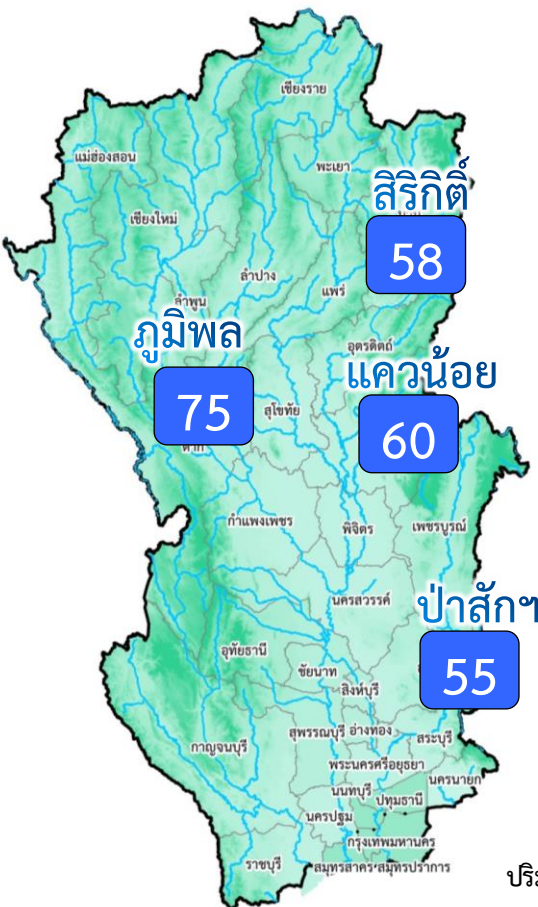 เชียงราย
แม่ฮ่องสอน
พะเยา
สิริกิติ์
เชียงใหม่
58
ลำปาง
แพร่
ลำพูน
ภูมิพล
อุตรดิตถ์
แควน้อย
75
สุโขทัย
60
ตาก
กำแพงเพชร
พิจิตร
เพชรบูรณ์
นครสวรรค์
ป่าสักฯ
อุทัยธานี
ชัยนาท
55
สิงห์บุรี
สุพรรณบุรี อ่างทอง
สระบุรี
กาญจนบุรี
พระนครศรีอยุธยา
นครนายก
นนทบุรี
ปทุมธานี
นครปฐม
กรุงเทพมหานคร
ราชบุรี
สมุทรสาคร สมุทรปราการ